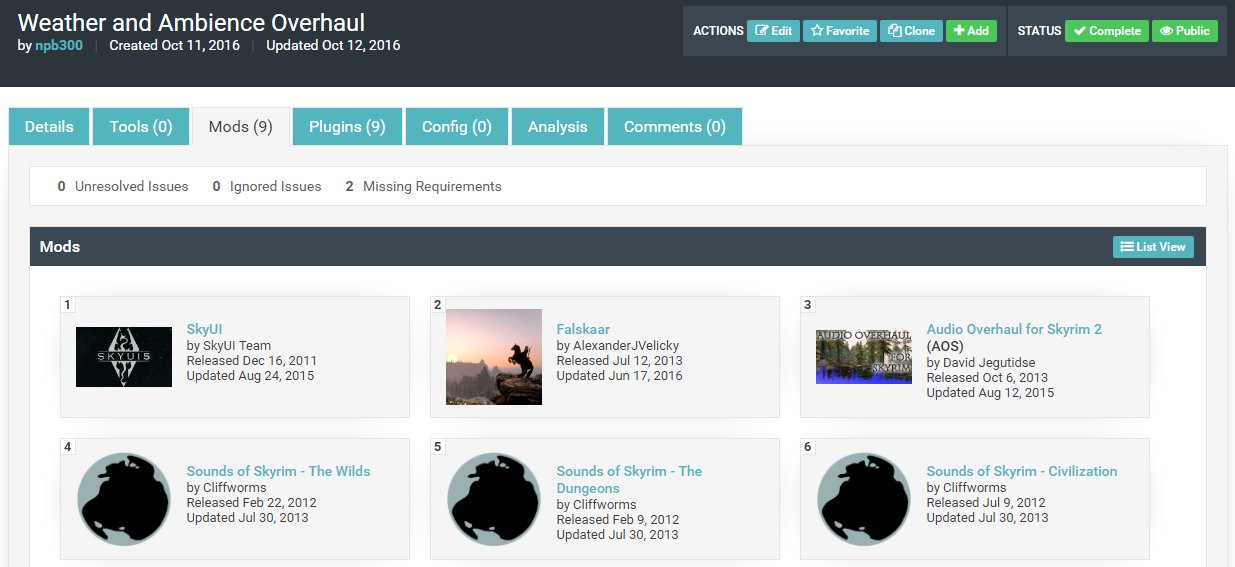 Weather and Ambience Overhaul
by npb300 | Created Oct 11, 2016 | Updated Oct 12, 2016
ACTIONS Edit Favorite Clone Add STATUS Complete Public
Details Tools (0) Mods (9) Plugins (9) Config (0) Analysis Comments (0)
0 Unresolved Issues 0 Ignored Issues 2 Missing Requirements
Mods List View
1
SKYUI5
SkyUI
by SkyUI Team
Released Dec 16, 2011
Updated Aug 24, 2015
2
Falskaar
by AlexanderJVelicky
Released Jul 12, 2013
Updated Jun 17, 2016
3
AUDIO OVERHAUL
FOR
SKYRIM
Audio Overhaul for Skyrim 2
(AOS)
by David Jegutidse
Released Oct 6, 2013
Updated Aug 12, 2015
4
Sounds of Skyrim - The Wilds
by Cliffworms
Released Feb 22, 2012
Updated Jul 30, 2013
5
Sounds of Skyrim - The
Dungeons
by Cliffworms
Released Feb 9, 2012
Updated Jul 30, 2013
6
Sounds of Skyrim - Civilization
by Cliffworms
Released Jul 9, 2012
Updated Jul 30, 2013